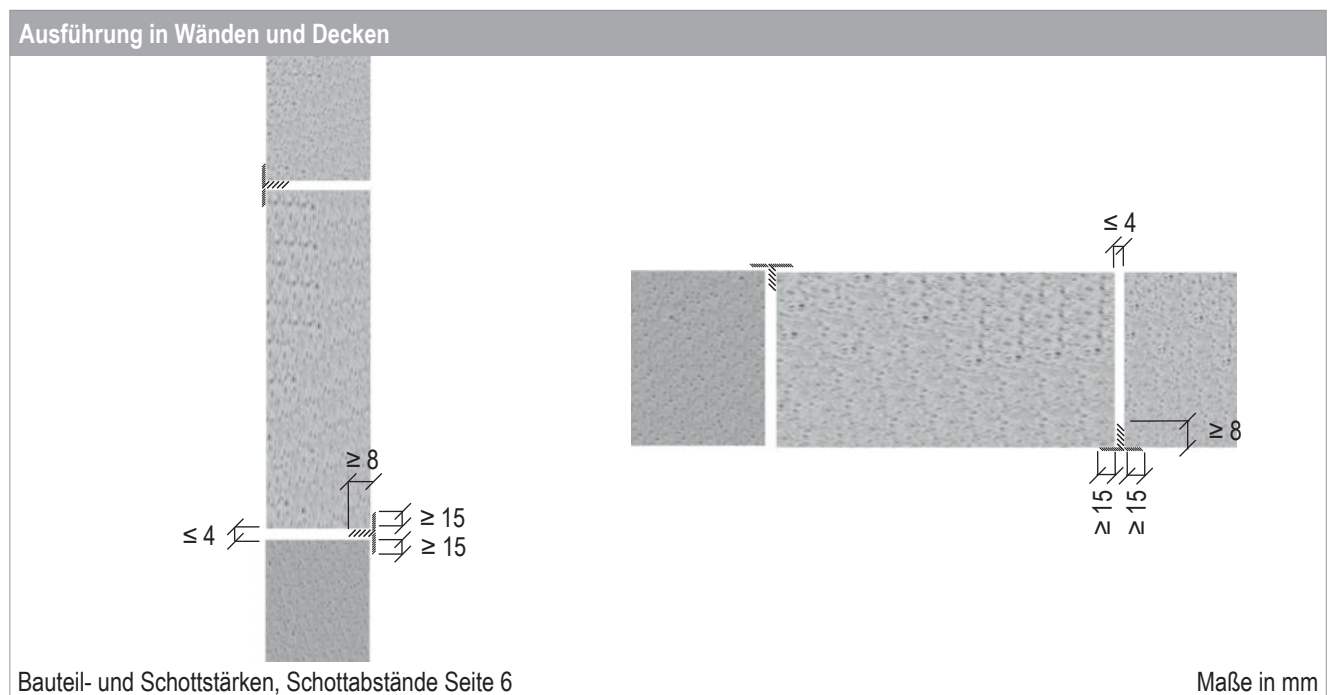 Ausführung in Wänden und Decken
≤ 4
≥ 8
≥ 8
≤ 4
≥ 15
≥ 15
≥ 15
≥ 15
Bauteil- und Schottstärken, Schottabstände Seite 6
Maße in mm